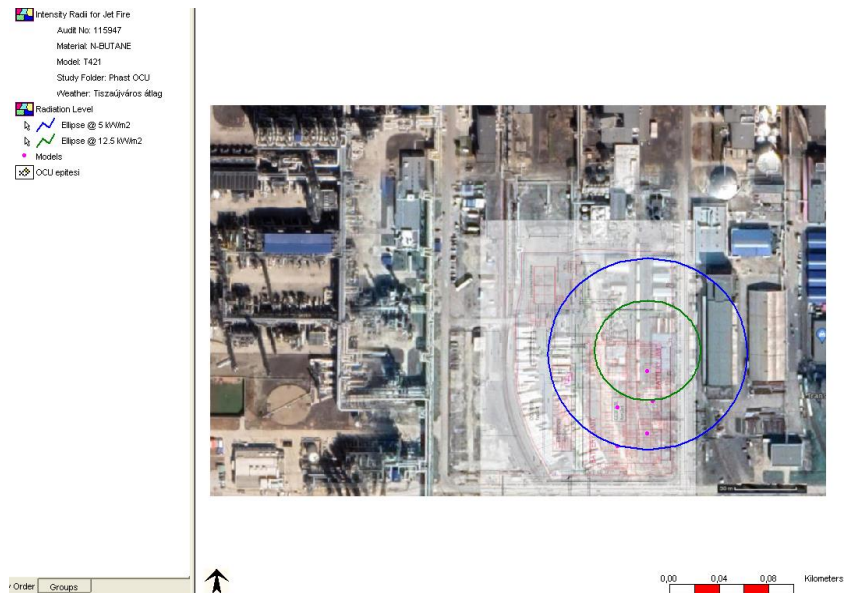 Intensity Radii for Jet Fire
Audit No: 115947
Material: N-BUTANE
Model: T421
Study Folder: Phast OCU
Weather: Tiszaújváros átlag
Radiation Level
Ellipse @ 5 kW/m2
Ellipse @ 12.5 kW/m2
Models
OCU epitesi
Order
Groups
0,00 0,04 0,08 Kilometers